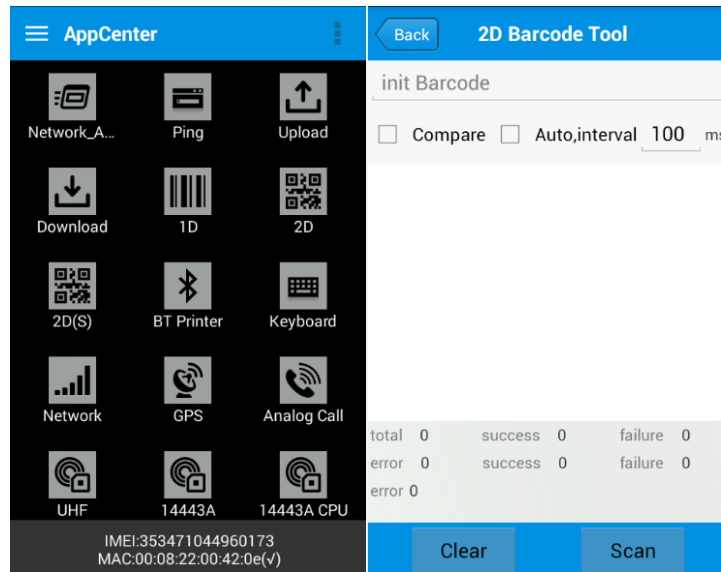 AppCenter
Network_A... Ping Upload
Download 1D 2D
2D(S) BT Printer Keyboard
Network GPS Analog Call
UHF 14443A 14443A CPU
IMEI:353471044960173
MAC:00:08:22:00:42:0e(√)
Back 2D Barcode Tool
init Barcode
Compare Auto,interval 100 ms
total 0 success 0 failure 0
error 0 success 0 failure 0
error 0
Clear Scan